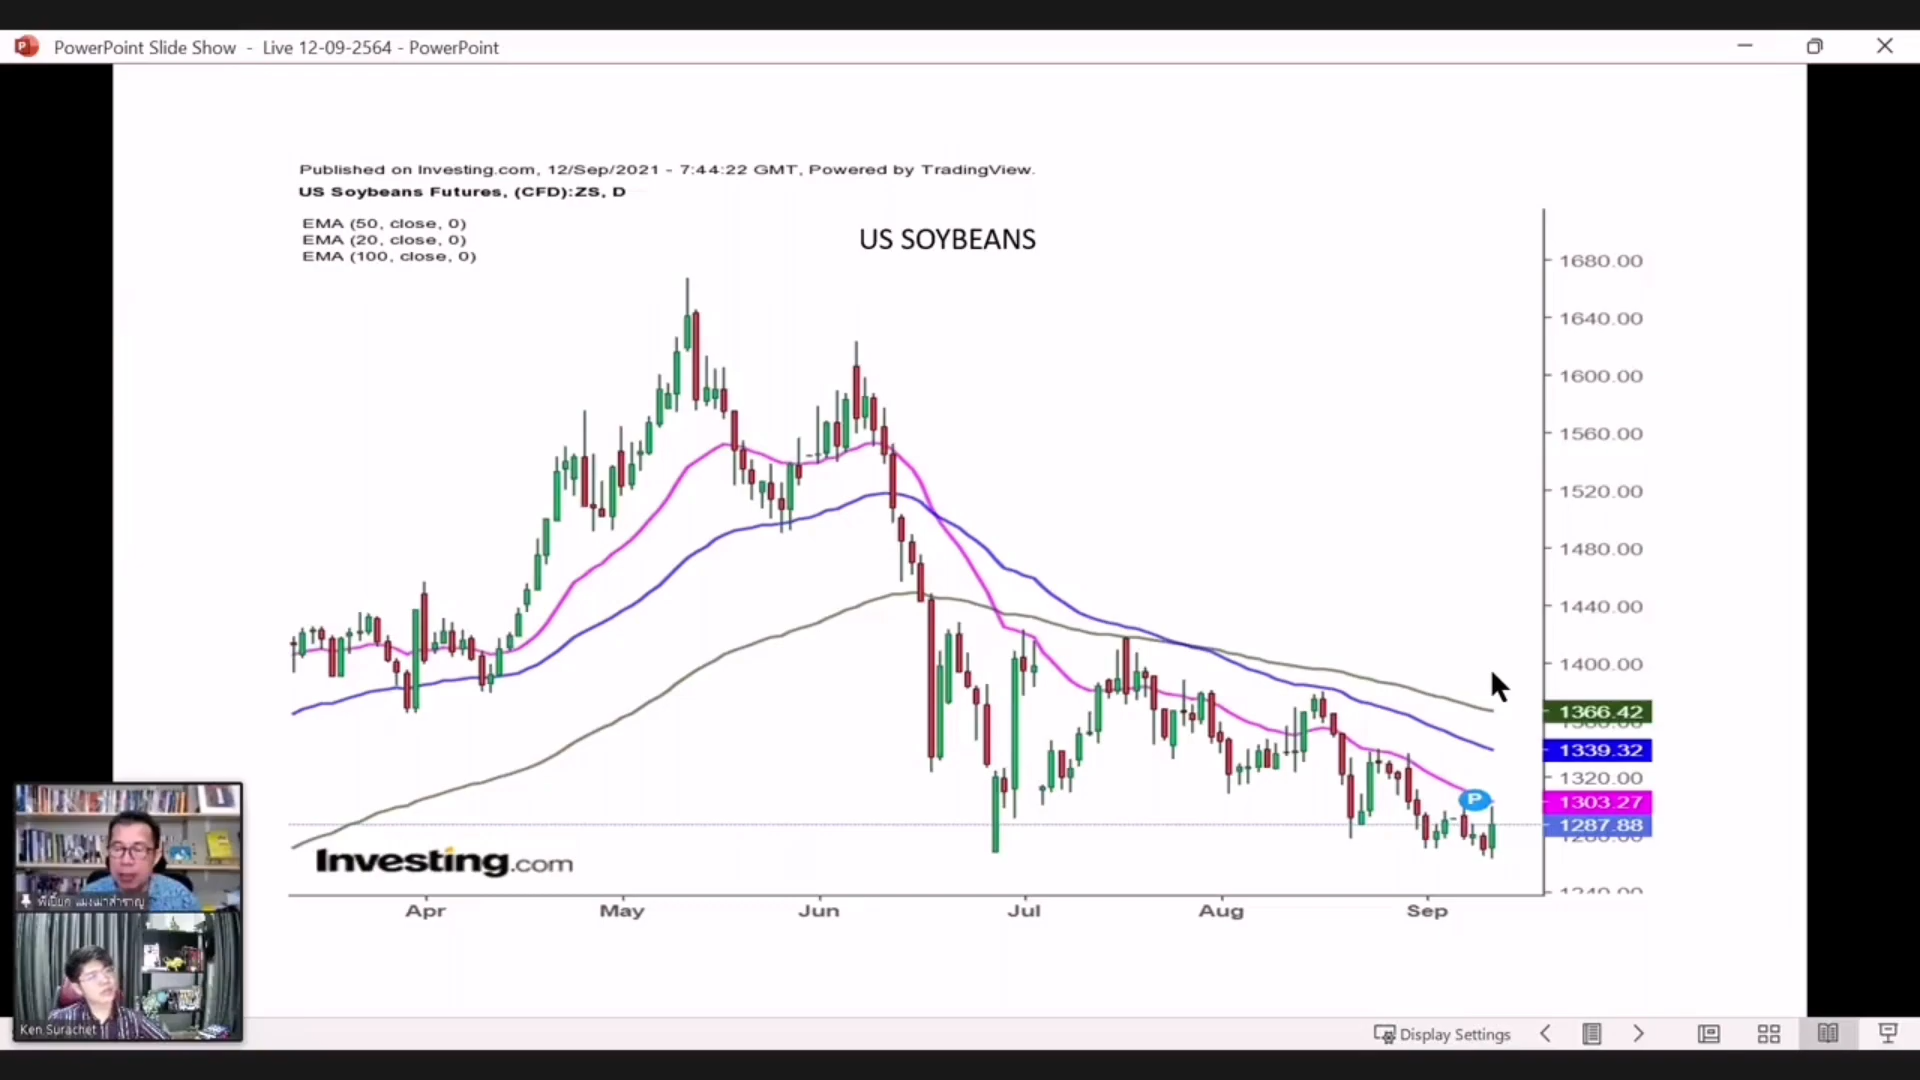 PowerPoint Slide Show - Live 12-09-2564 - PowerPoint
Published on Investing.com, 12/Sep/2021 - 7:44:22 GMT, Powered by TradingView.
US Soybeans Futures, (CFD):ZS, D
EMA (50, close, 0)
EMA (20, close, 0)
EMA (100, close, 0)
US SOYBEANS
1680.00
1640.00
1600.00
1560.00
1520.00
1480.00
1440.00
1400.00
1366.42
1339.32
1320.00
P
1303.27
1287.88
1240.00
Investing.com
Apr May Jun Jul Aug Sep
Ken Surachet
Display Settings